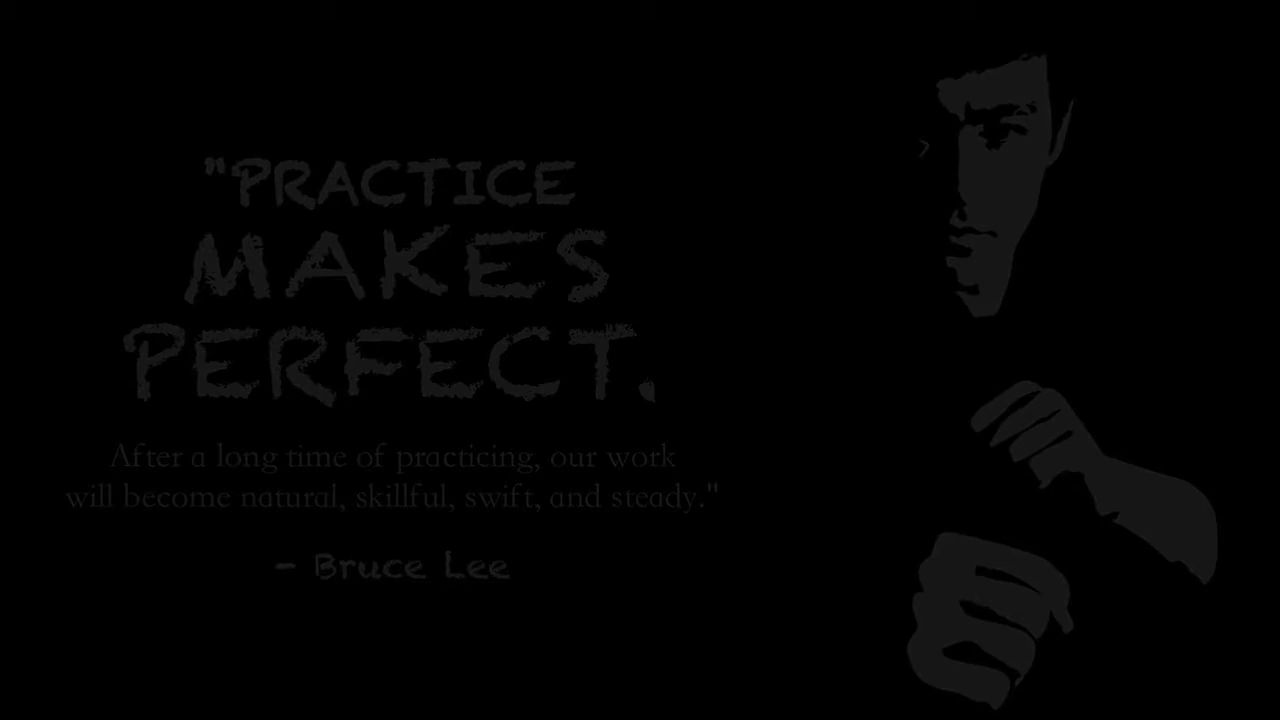 "PRACTICE
MAKES
PERFECT.
After a long time of practicing, our work
will become natural, skillful, swift, and steady."
- Bruce Lee